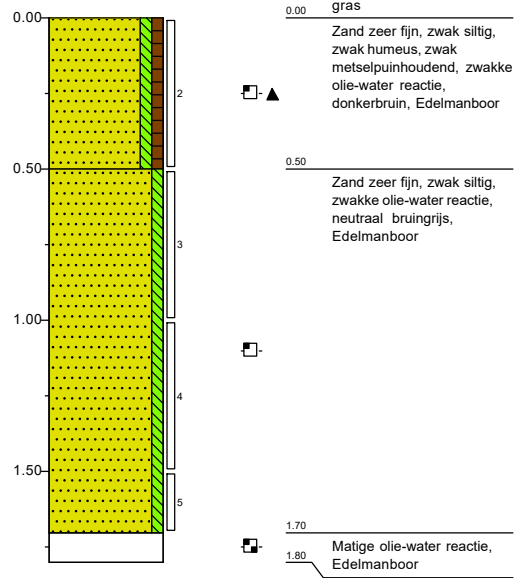 0.00
0.50
1.00
1.50
2
3
4
5
0.00
gras
Zand zeer fijn, zwak siltig,
zwak humeus, zwak
metselpuinhoudend, zwakke
olie-water reactie,
donkerbruin, Edelmanboor
0.50
Zand zeer fijn, zwak siltig,
zwakke olie-water reactie,
neutraal bruingrijs,
Edelmanboor
1.70
Matige olie-water reactie,
Edelmanboor
1.80